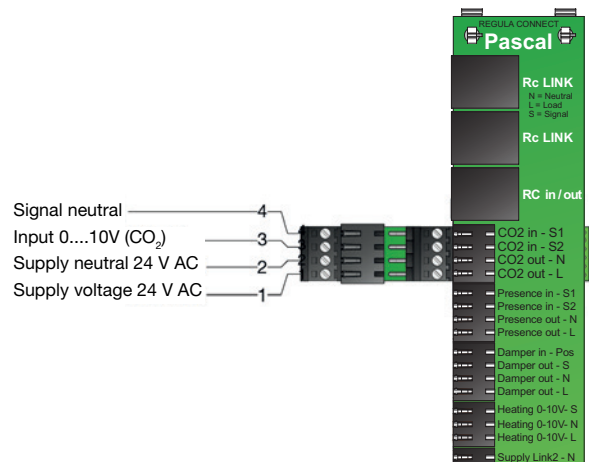 REGULA CONNECT
Pascal
Rc LINK
N = Neutral
L = Load
S = Signal
Rc LINK
RC in / out
Signal neutral 4
Input 0....10V (CO₂) 3
Supply neutral 24 V AC 2
Supply voltage 24 V AC 1
CO2 in - S1
CO2 in - S2
CO2 out - N
CO2 out - L
Presence in - S1
Presence in - S2
Presence out - N
Presence out - L
Damper in - Pos
Damper out - S
Damper out - N
Damper out - L
Heating 0-10V- S
Heating 0-10V- N
Heating 0-10V- L
Supply Link2 - N